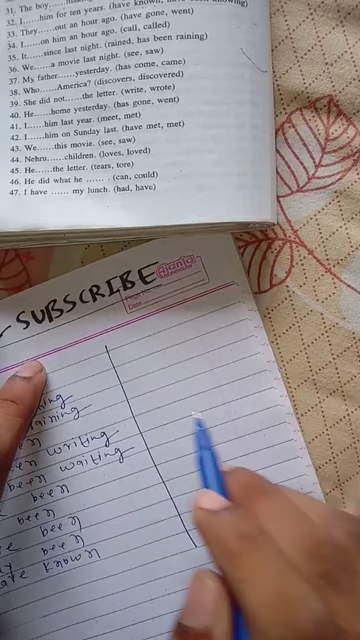 31. The boy
32. I......him for ten years. (have known,
33. They......out an hour ago. (have gone, went)
34. I......on him an hour ago. (call, called)
35. It......since last night. (rained, has been raining)
36. We......a movie last night. (see, saw)
37. My father......yesterday. (has come, came)
38. Who......America? (discovers, discovered)
39. She did not......the letter. (write, wrote)
40. He......home yesterday. (has gone, went)
41. I......him last year. (meet, met)
42. I......him on Sunday last. (have met, met)
43. We......this movie. (see, saw)
44. Nehru......children. (loves, loved)
45. He......the letter. (tears, tore)
46. He did what he ...... . (can, could)
47. I have ...... my lunch. (had, have)
SUBSCRIBE
Page No.
Date
writing
been waiting
been
been
been
been
known